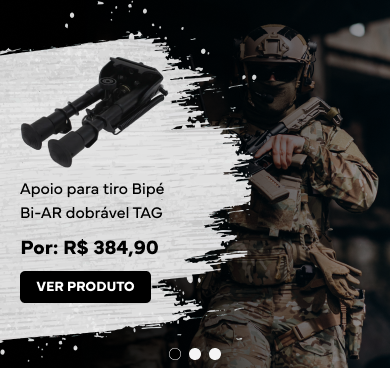 Apoio para tiro Bipé
Bi-AR dobrável TAG
Por: R$ 384,90
VER PRODUTO